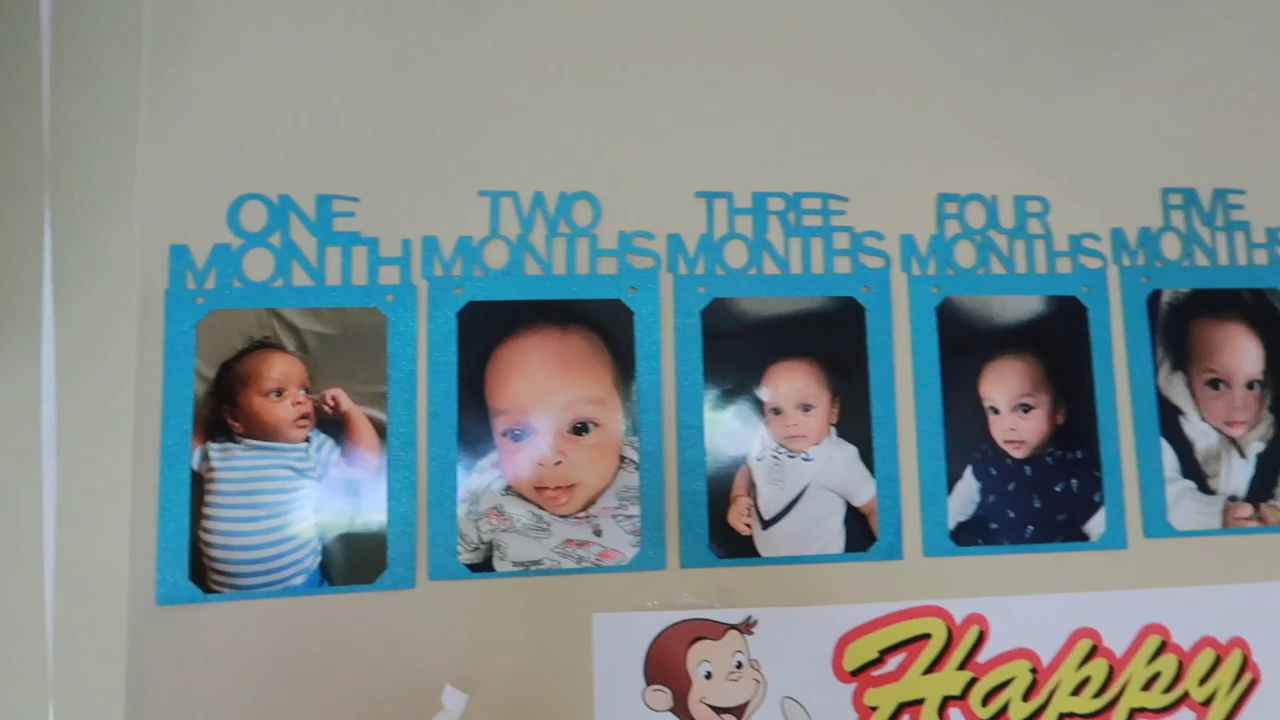 ONE
MONTH
TWO
MONTHS
THREE
MONTHS
FOUR
MONTHS
FIVE
MONTHS
Happy